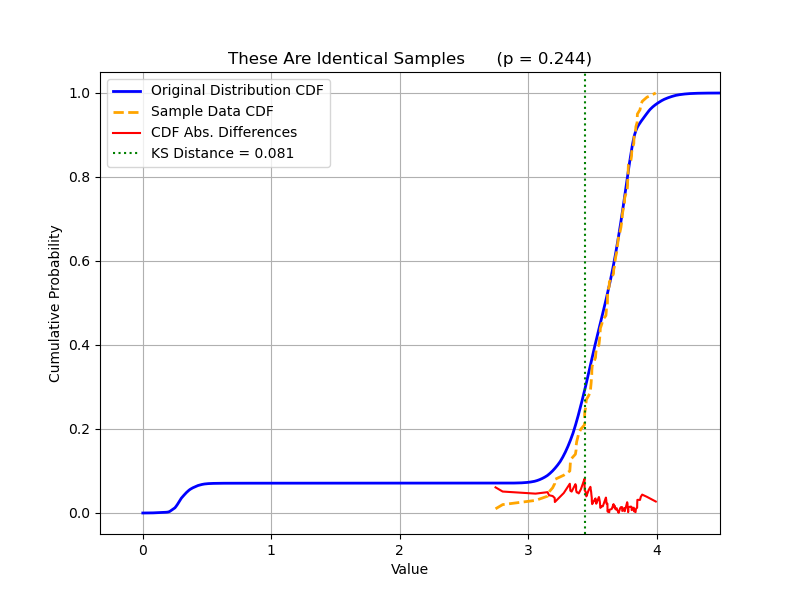 These Are Identical Samples (p = 0.244)
Original Distribution CDF
Sample Data CDF
CDF Abs. Differences
KS Distance = 0.081
1.0
0.8
0.6
0.4
0.2
0.0
Cumulative Probability
0 1 2 3 4
Value